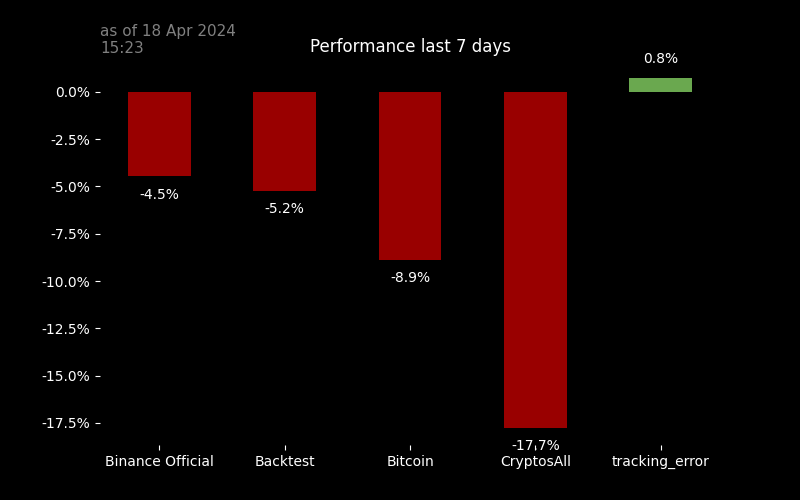 as of 18 Apr 2024
15:23
Performance last 7 days
0.8%
0.0%
-2.5%
-5.0%
-7.5%
-10.0%
-12.5%
-15.0%
-17.5%
-4.5%
-5.2%
-8.9%
-17.7%
Binance Official
Backtest
Bitcoin
CryptosAll
tracking_error